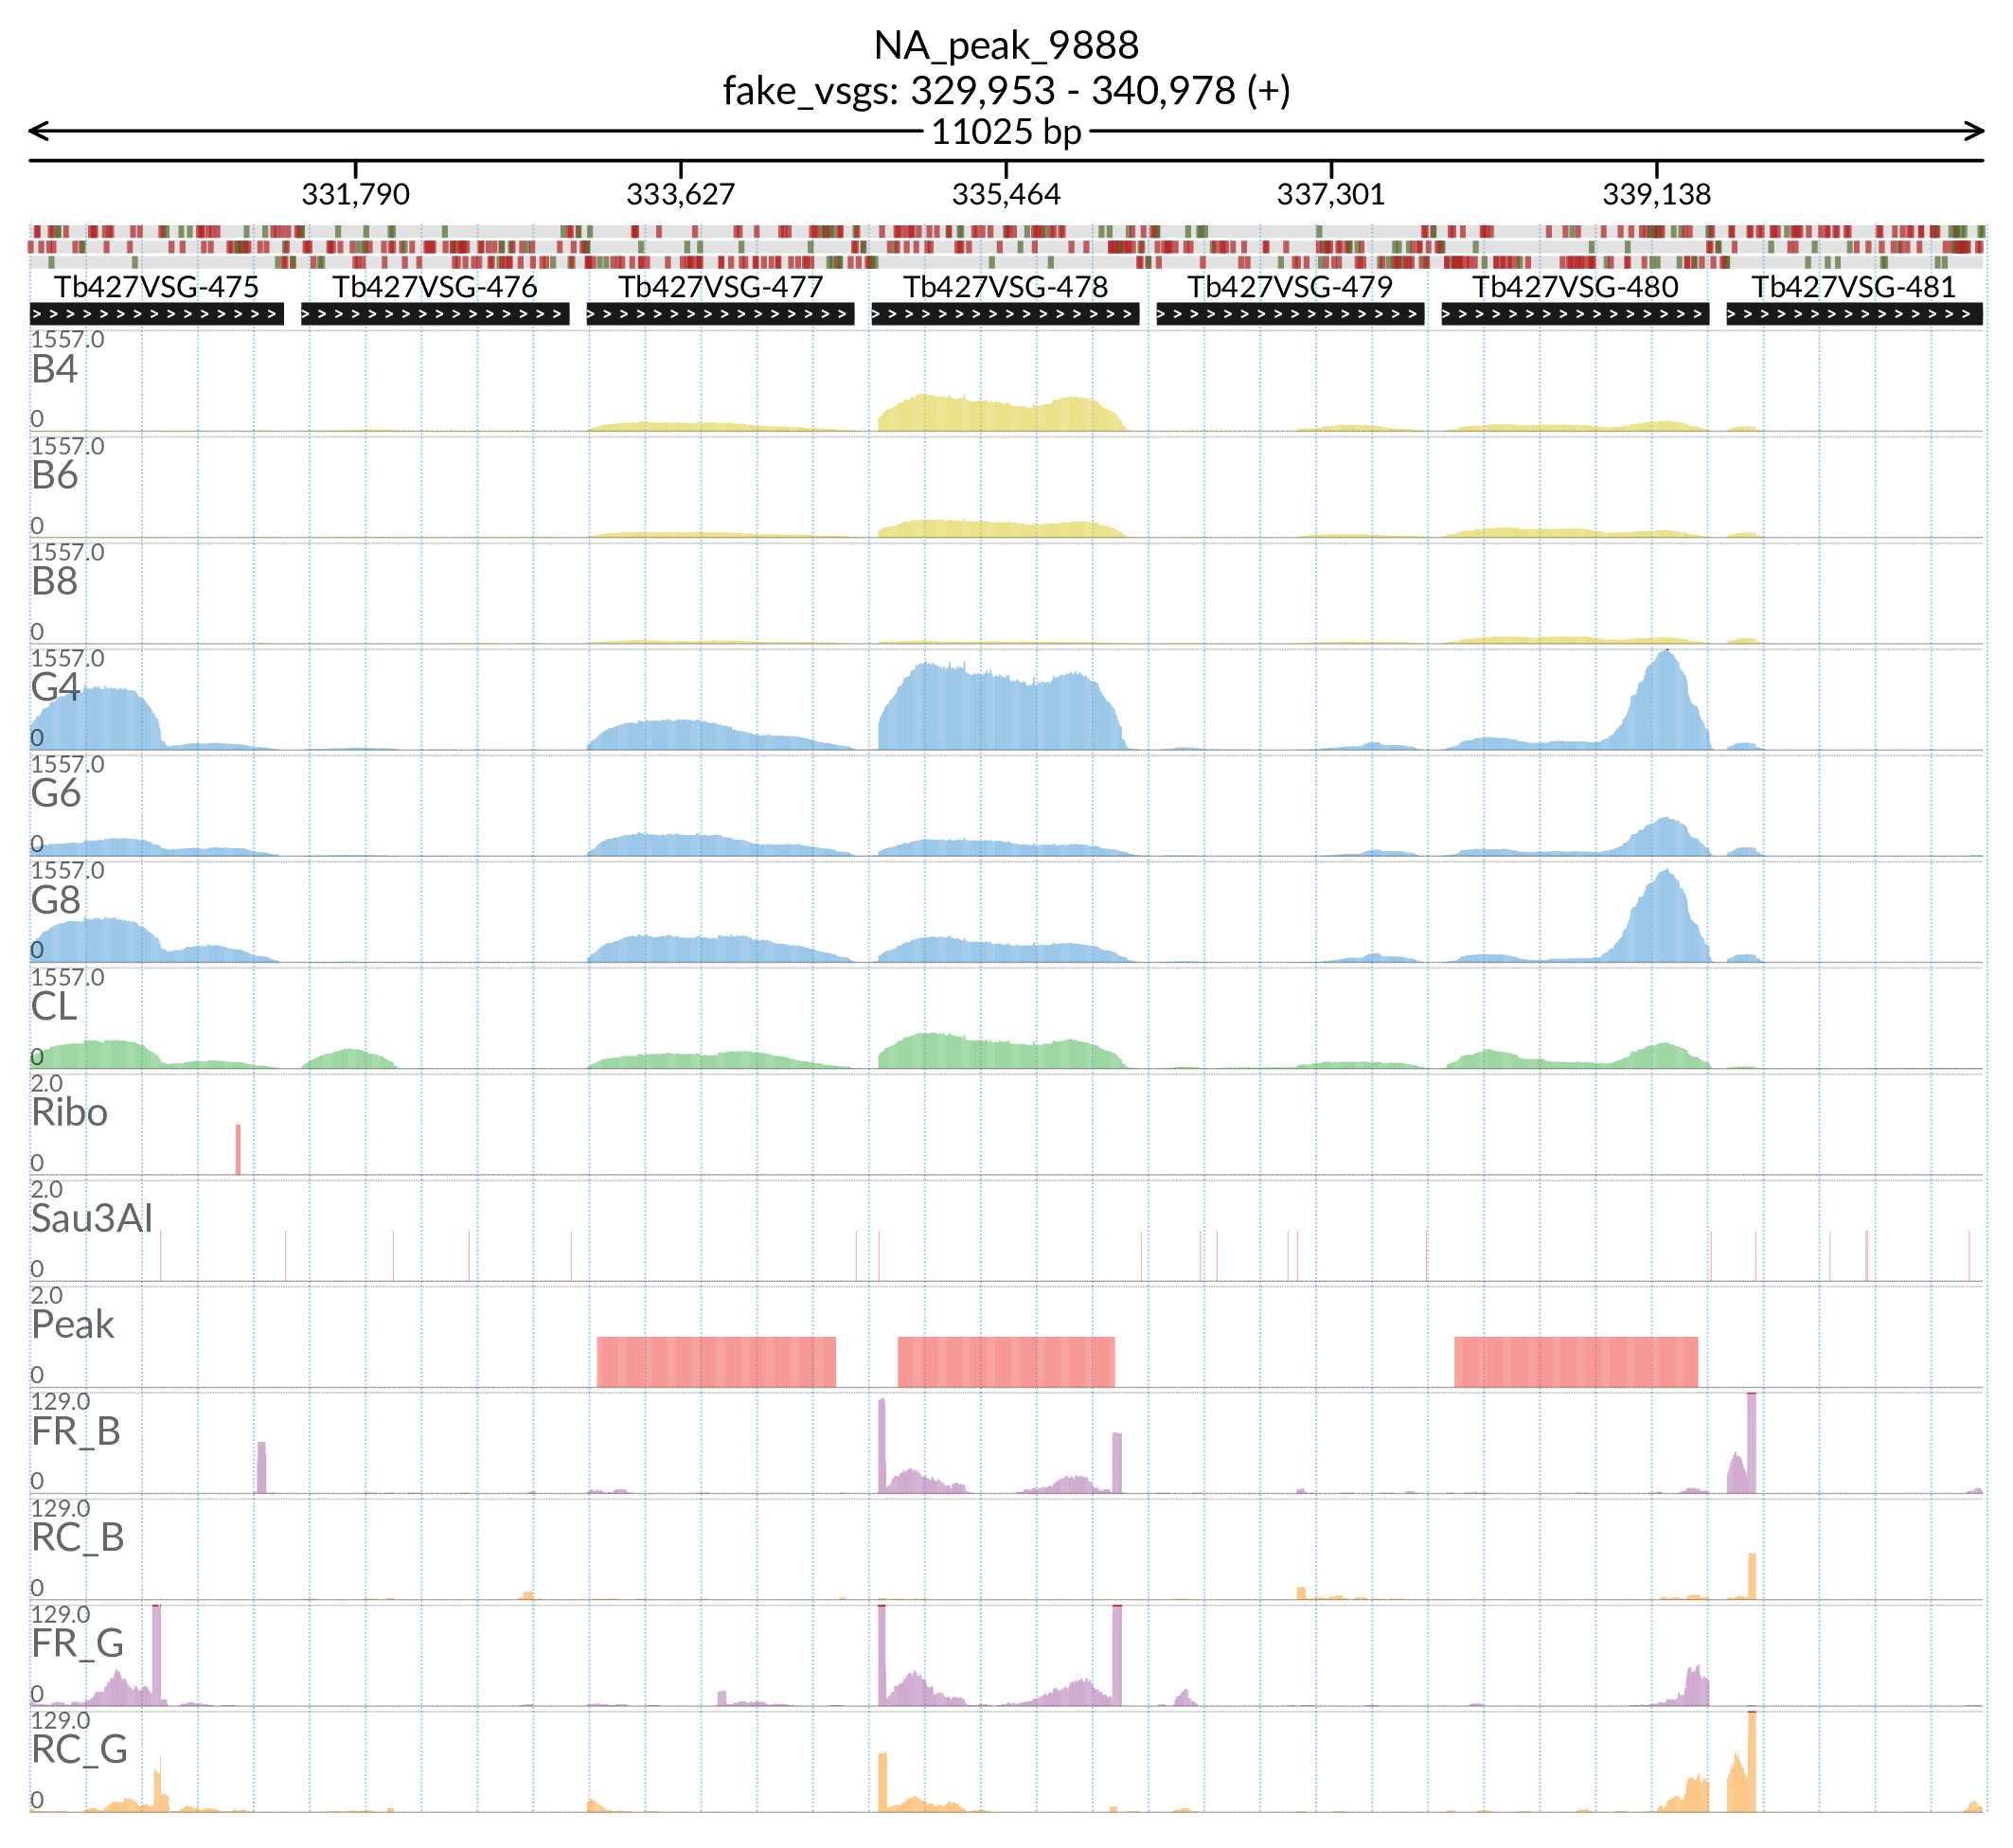 NA_peak_9888
fake_vsgs: 329,953 - 340,978 (+)
11025 bp
331,790 333,627 335,464 337,301 339,138
Tb427VSG-475 Tb427VSG-476 Tb427VSG-477 Tb427VSG-478 Tb427VSG-479 Tb427VSG-480 Tb427VSG-481
1557.0
B4
0
1557.0
B6
0
1557.0
B8
0
1557.0
G4
0
1557.0
G6
0
1557.0
G8
0
1557.0
CL
0
2.0
Ribo
0
2.0
Sau3AI
0
2.0
Peak
0
129.0
FR_B
0
129.0
RC_B
0
129.0
FR_G
0
129.0
RC_G
0